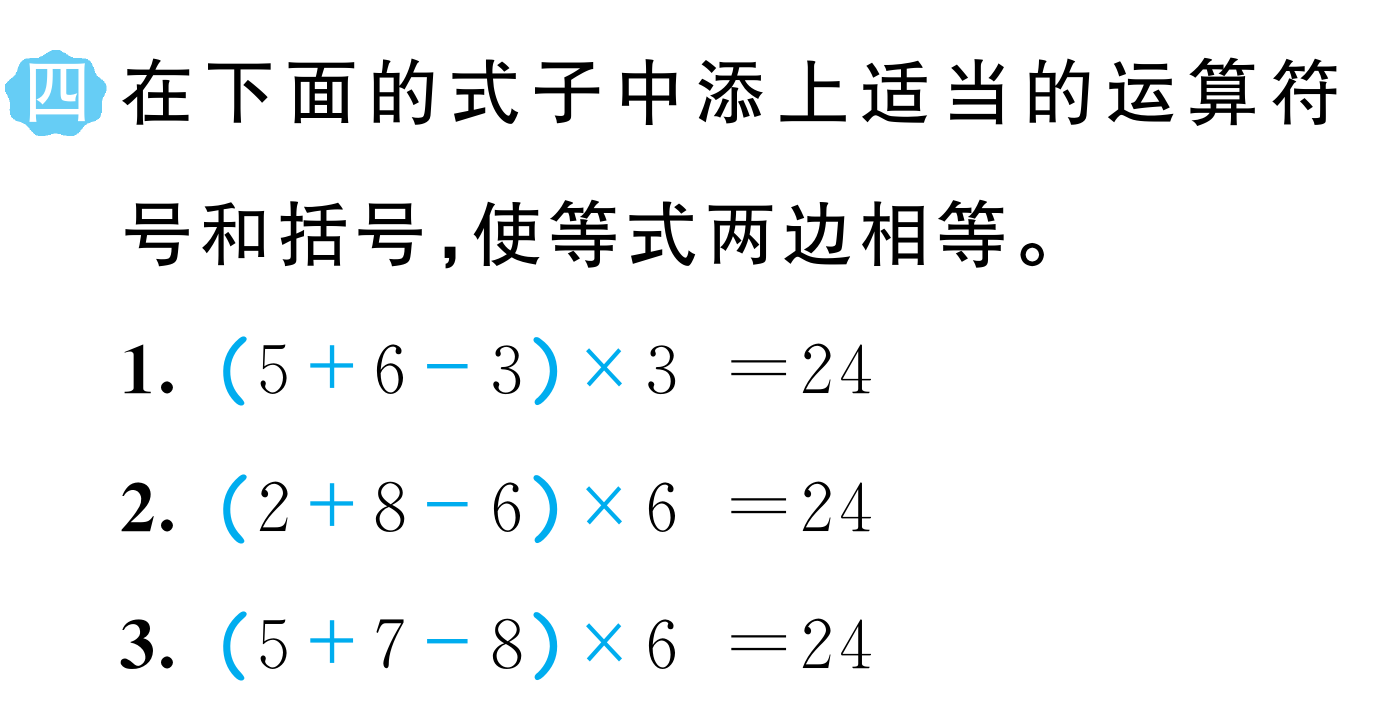 四 在下面的式子中添上适当的运算符
号和括号,使等式两边相等。
1. (5+6-3)×3 =24
2. (2+8-6)×6 =24
3. (5+7-8)×6 =24